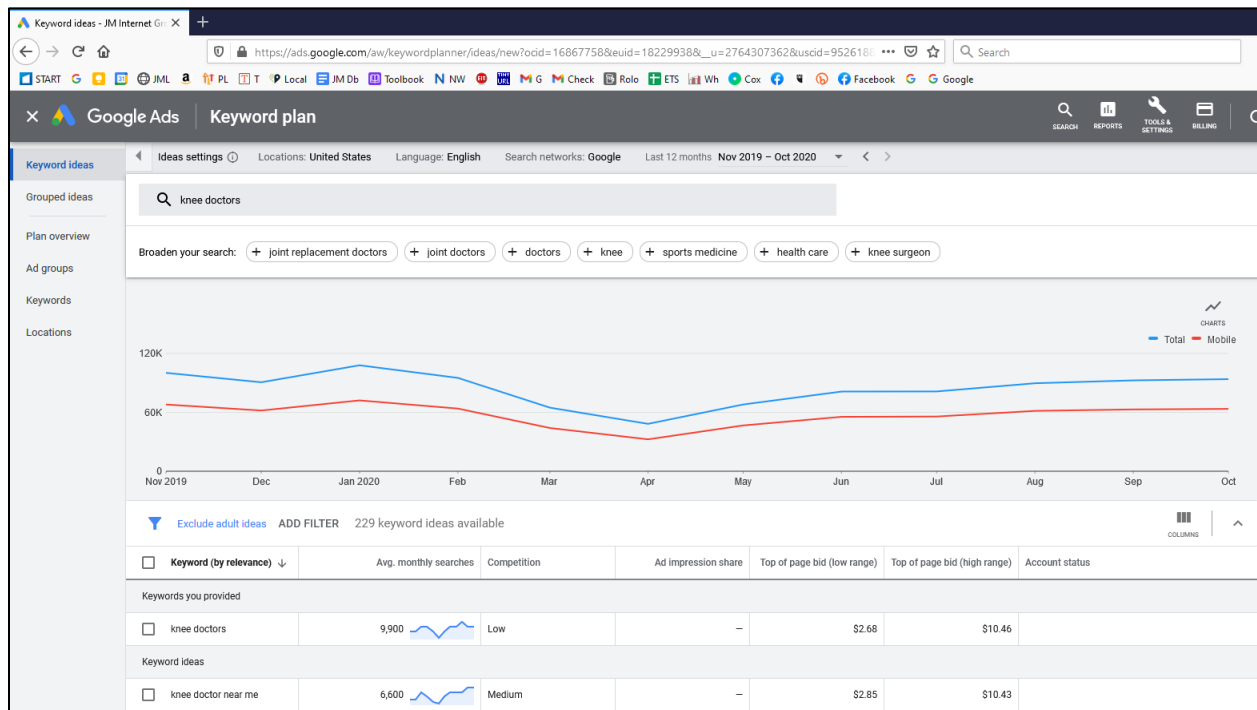 Keyword ideas - JM Internet Gro
https://ads.google.com/aw/keywordplanner/ideas/new?ocid=16867758&euid=18229938&__u=2764307362&uscid=9526188 Search
START G JML a PL T Local JM Db Toolbook N NW M G M Check Rolo ETS Wh Cox Facebook G G Google
Google Ads Keyword plan SEARCH REPORTS TOOLS & SETTINGS BILLING
Keyword ideas
Grouped ideas
Plan overview
Ad groups
Keywords
Locations
Ideas settings Locations: United States Language: English Search networks: Google Last 12 months Nov 2019 – Oct 2020
knee doctors
Broaden your search: + joint replacement doctors + joint doctors + doctors + knee + sports medicine + health care + knee surgeon
CHARTS
Total Mobile
120K
60K
0
Nov 2019 Dec Jan 2020 Feb Mar Apr May Jun Jul Aug Sep Oct
Exclude adult ideas ADD FILTER 229 keyword ideas available COLUMNS
Keyword (by relevance) Avg. monthly searches Competition Ad impression share Top of page bid (low range) Top of page bid (high range) Account status
Keywords you provided
knee doctors 9,900 Low – $2.68 $10.46
Keyword ideas
knee doctor near me 6,600 Medium – $2.85 $10.43